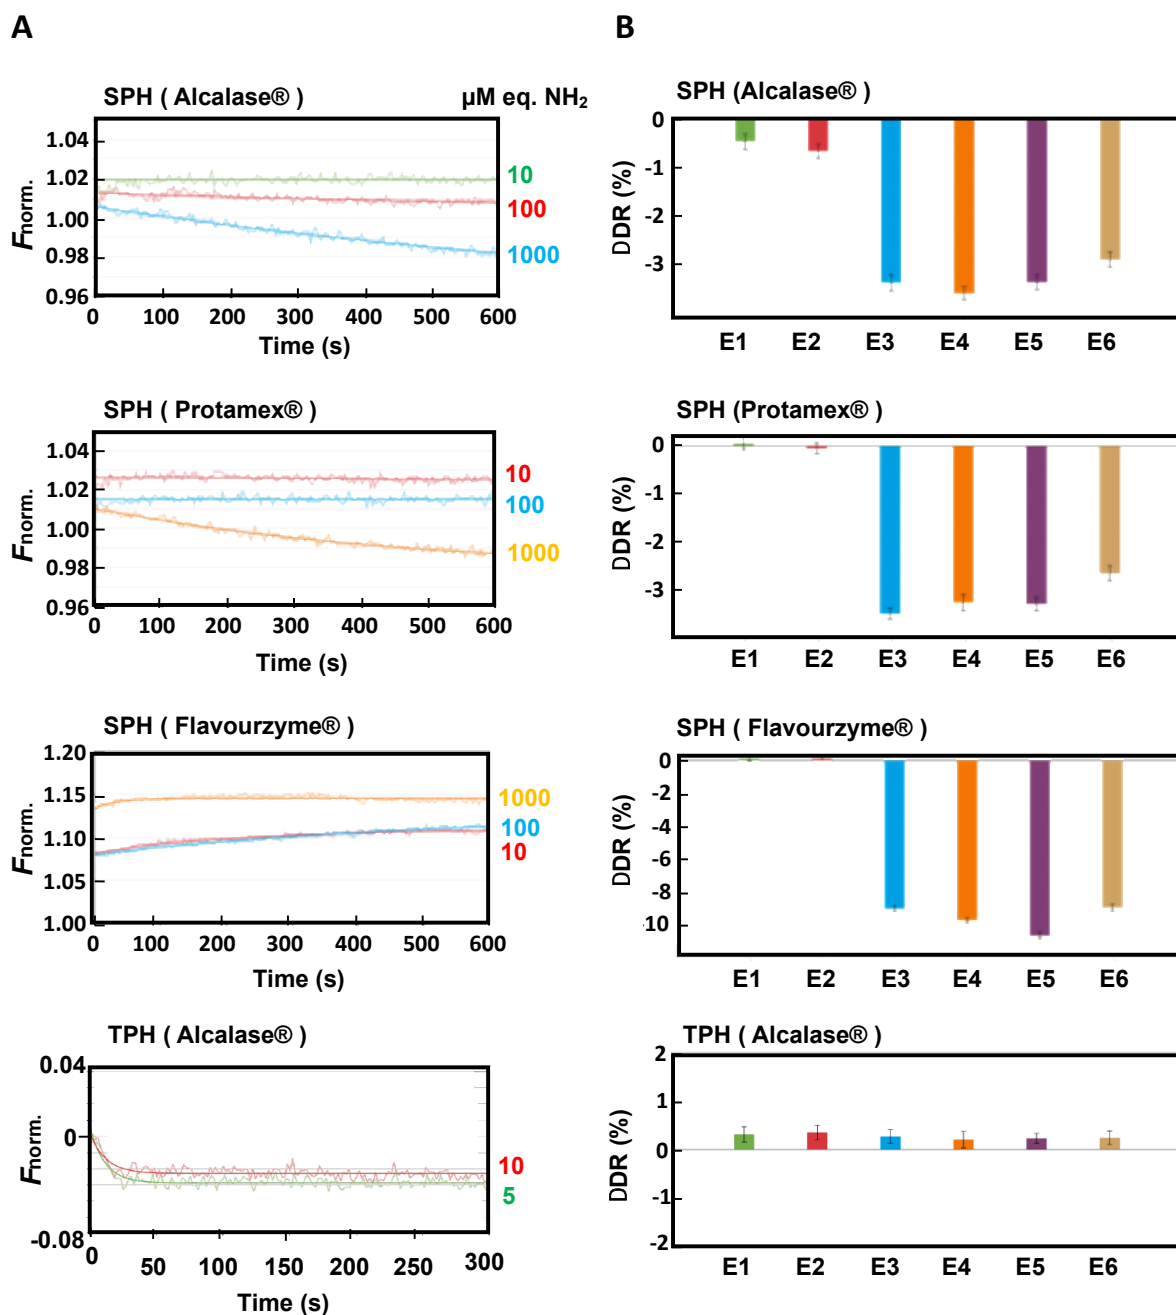 A
B
SPH ( Alcalase® )
µM eq. NH2
1.04
1.02
1.00
0.98
0.96
Fnorm.
10
100
1000
0 100 200 300 400 500 600
Time (s)
SPH (Alcalase® )
0
-1
-2
-3
DDR (%)
E1 E2 E3 E4 E5 E6
SPH ( Protamex® )
1.04
1.02
1.00
0.98
0.96
Fnorm.
10
100
1000
0 100 200 300 400 500 600
Time (s)
SPH (Protamex® )
0
-1
-2
-3
DDR (%)
E1 E2 E3 E4 E5 E6
SPH ( Flavourzyme® )
1.20
1.15
1.10
1.05
1.00
Fnorm.
1000
100
10
0 100 200 300 400 500 600
Time (s)
SPH ( Flavourzyme® )
0
-2
-4
-6
-8
-10
DDR (%)
E1 E2 E3 E4 E5 E6
TPH ( Alcalase® )
0.04
0
-0.08
Fnorm.
10
5
0 50 100 150 200 250 300
Time (s)
TPH ( Alcalase® )
2
1
0
-1
-2
DDR (%)
E1 E2 E3 E4 E5 E6